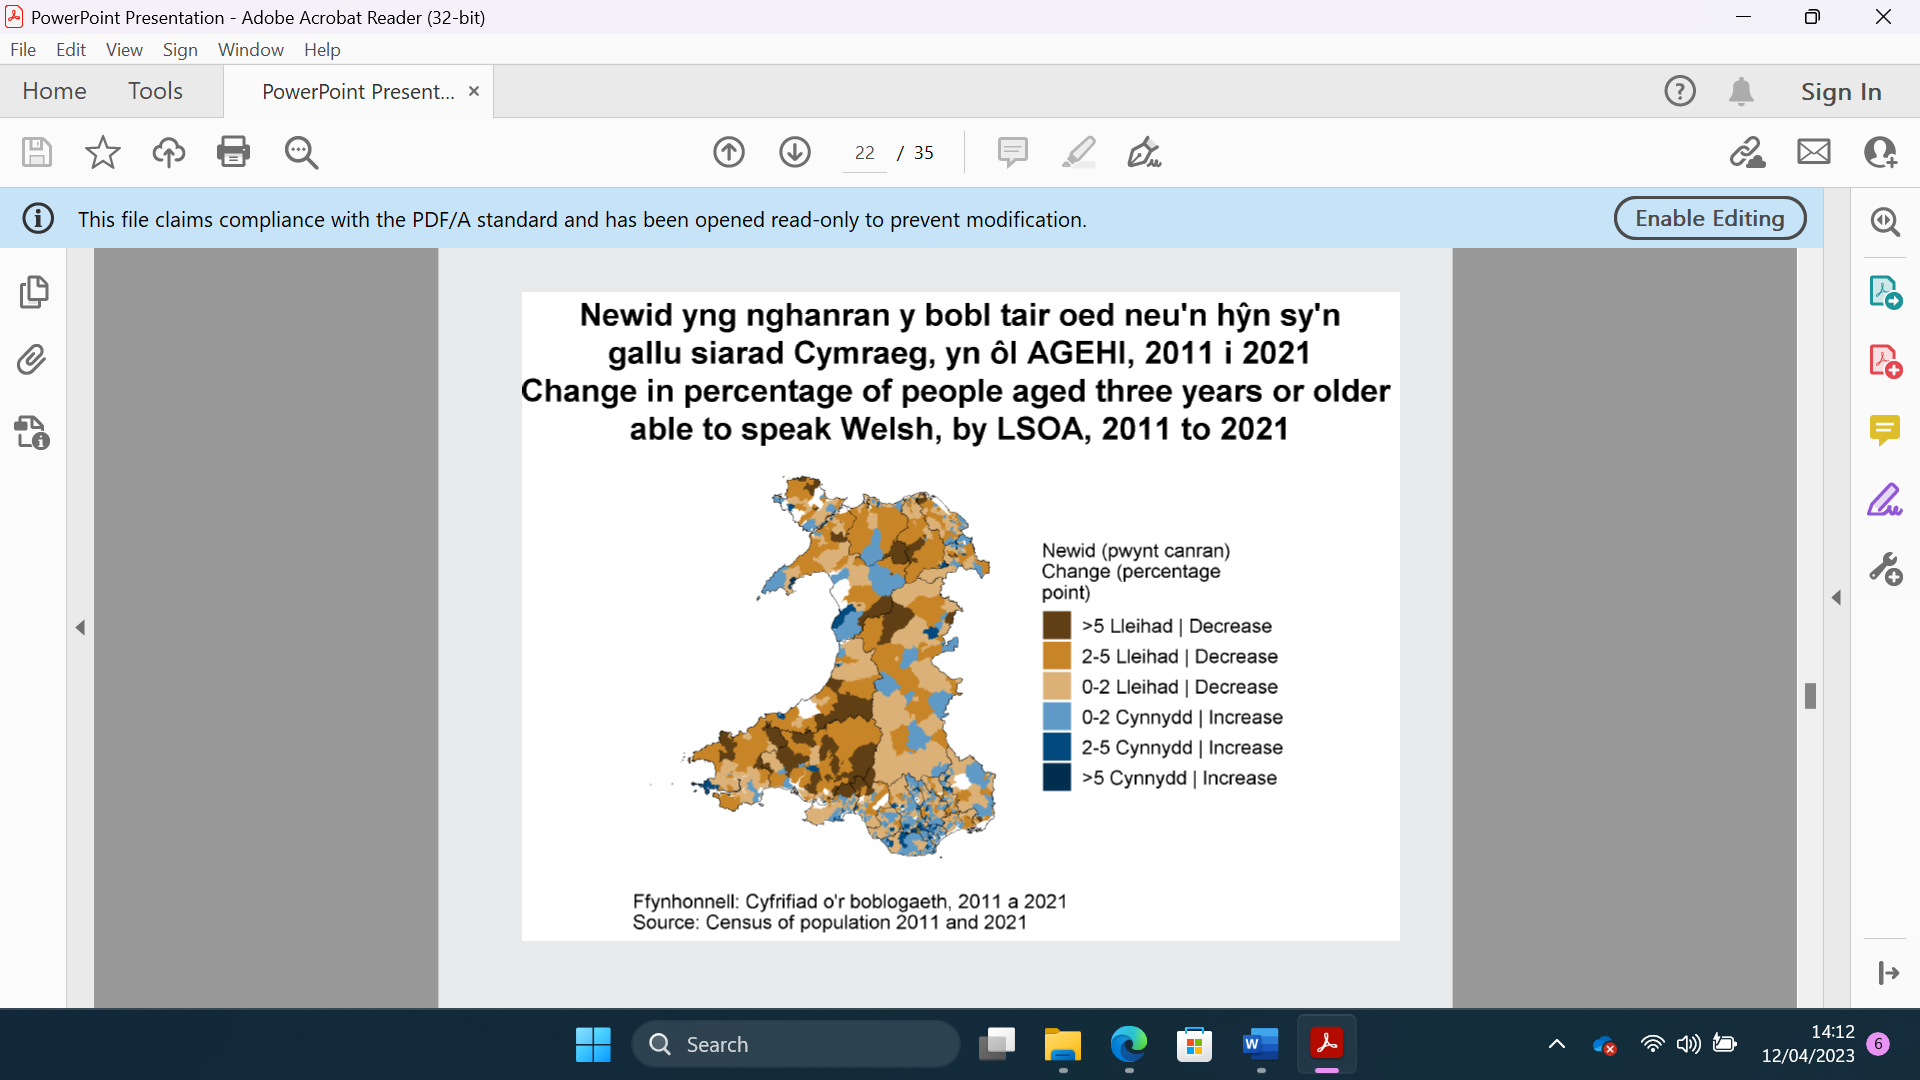 PowerPoint Presentation - Adobe Acrobat Reader (32-bit)
File Edit View Sign Window Help
Home Tools PowerPoint Present... × Sign In
22 / 35
This file claims compliance with the PDF/A standard and has been opened read-only to prevent modification. Enable Editing
Newid yng nghanran y bobl tair oed neu'n hŷn sy'n
gallu siarad Cymraeg, yn ôl AGEHI, 2011 i 2021
Change in percentage of people aged three years or older
able to speak Welsh, by LSOA, 2011 to 2021
Newid (pwynt canran)
Change (percentage
point)
>5 Lleihad | Decrease
2-5 Lleihad | Decrease
0-2 Lleihad | Decrease
0-2 Cynnydd | Increase
2-5 Cynnydd | Increase
>5 Cynnydd | Increase
Ffynhonnell: Cyfrifiad o'r boblogaeth, 2011 a 2021
Source: Census of population 2011 and 2021
Search
14:12
12/04/2023
6